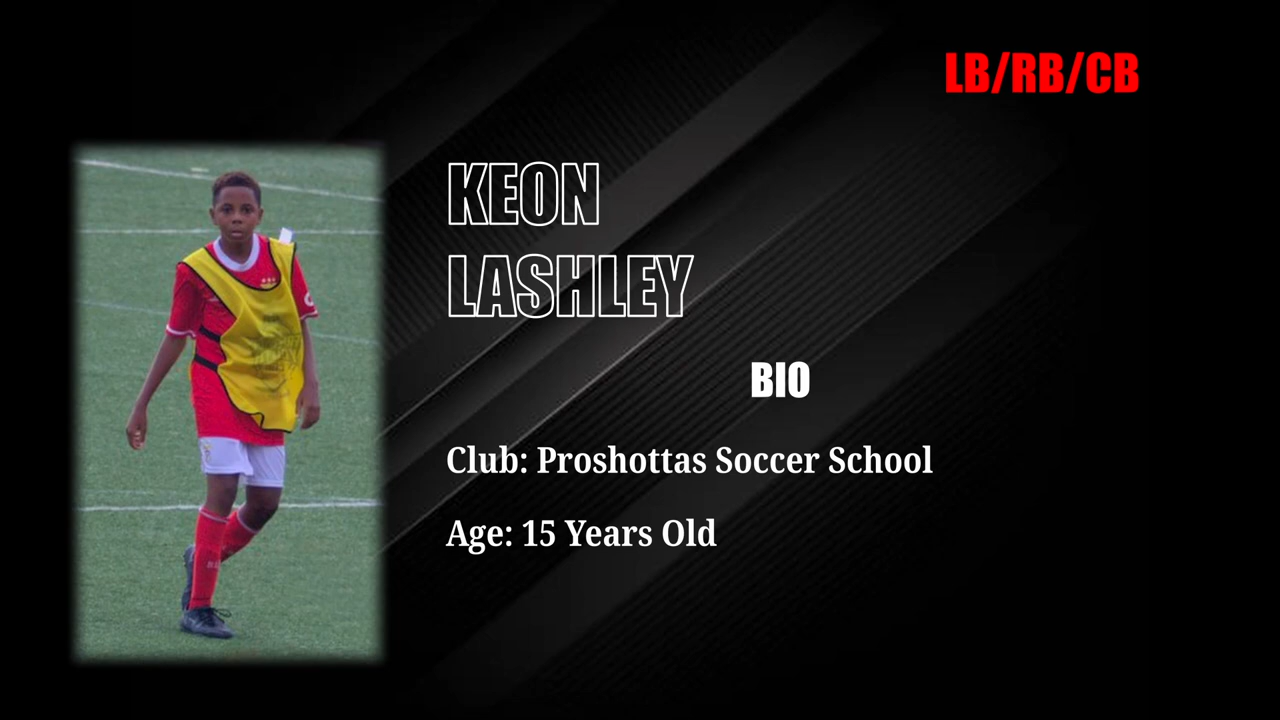 LB/RB/CB
KEON
LASHLEY
BIO
Club: Proshottas Soccer School
Age: 15 Years Old